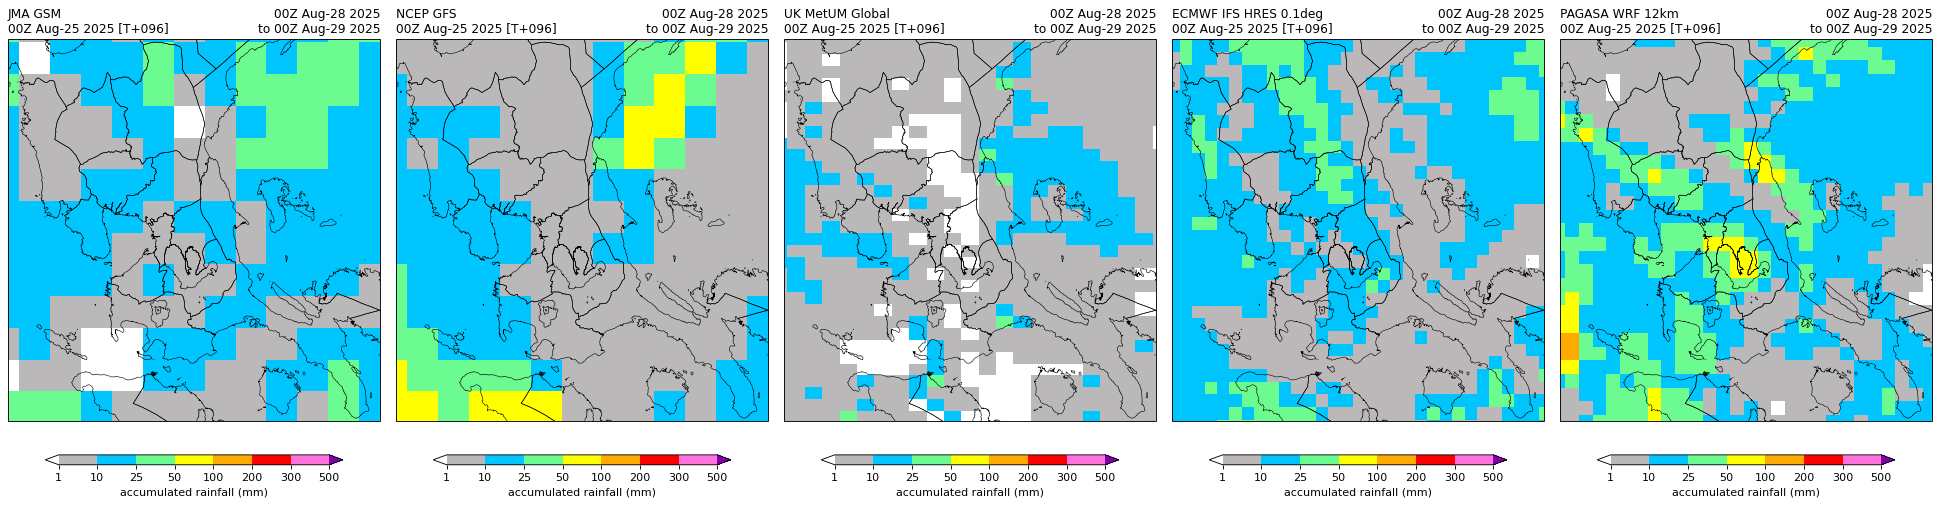 JMA GSM 00Z Aug-28 2025
00Z Aug-25 2025 [T+096] to 00Z Aug-29 2025
1 10 25 50 100 200 300 500
accumulated rainfall (mm)
NCEP GFS 00Z Aug-28 2025
00Z Aug-25 2025 [T+096] to 00Z Aug-29 2025
1 10 25 50 100 200 300 500
accumulated rainfall (mm)
UK MetUM Global 00Z Aug-28 2025
00Z Aug-25 2025 [T+096] to 00Z Aug-29 2025
1 10 25 50 100 200 300 500
accumulated rainfall (mm)
ECMWF IFS HRES 0.1deg 00Z Aug-28 2025
00Z Aug-25 2025 [T+096] to 00Z Aug-29 2025
1 10 25 50 100 200 300 500
accumulated rainfall (mm)
PAGASA WRF 12km 00Z Aug-28 2025
00Z Aug-25 2025 [T+096] to 00Z Aug-29 2025
1 10 25 50 100 200 300 500
accumulated rainfall (mm)